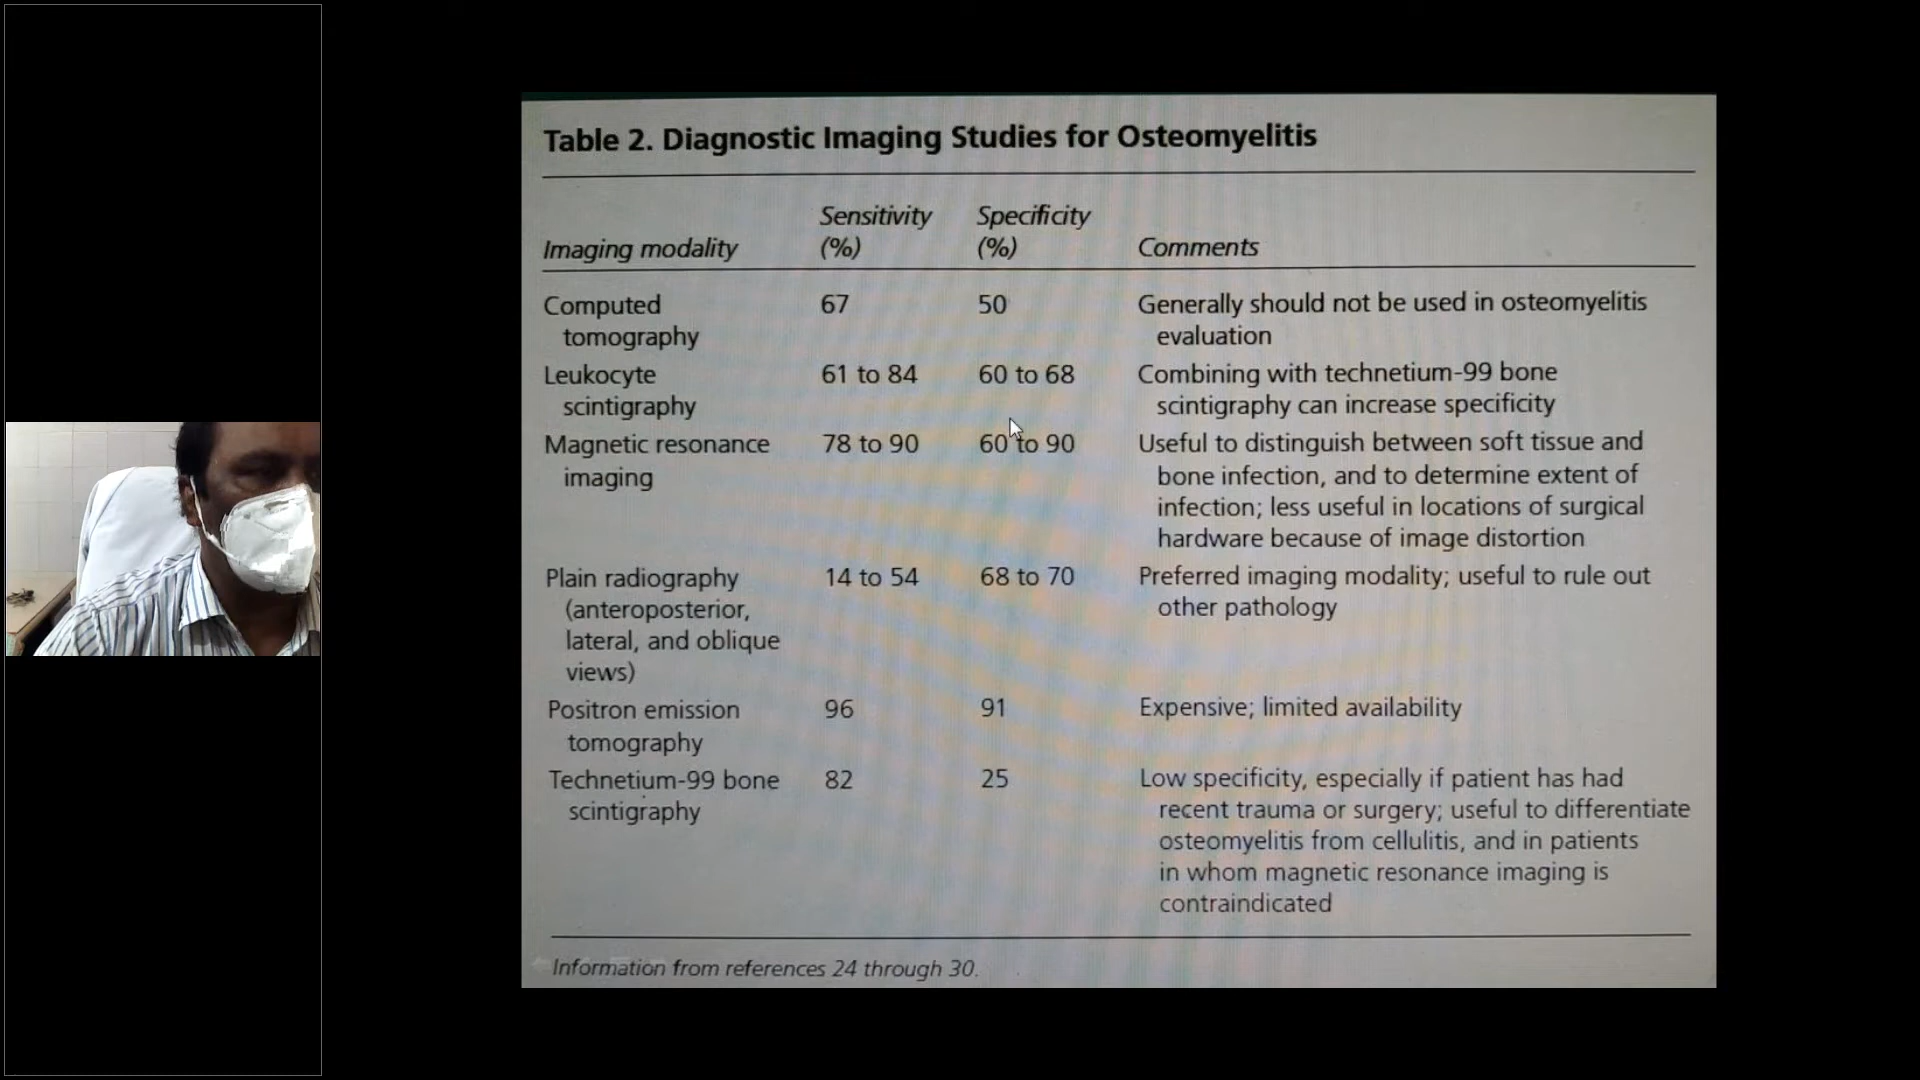 Table 2. Diagnostic Imaging Studies for Osteomyelitis
Imaging modality Sensitivity (%) Specificity (%) Comments
Computed 67 50 Generally should not be used in osteomyelitis
tomography evaluation
Leukocyte 61 to 84 60 to 68 Combining with technetium-99 bone
scintigraphy scintigraphy can increase specificity
Magnetic resonance 78 to 90 60 to 90 Useful to distinguish between soft tissue and
imaging bone infection, and to determine extent of
infection; less useful in locations of surgical
hardware because of image distortion
Plain radiography 14 to 54 68 to 70 Preferred imaging modality; useful to rule out
(anteroposterior, other pathology
lateral, and oblique
views)
Positron emission 96 91 Expensive; limited availability
tomography
Technetium-99 bone 82 25 Low specificity, especially if patient has had
scintigraphy recent trauma or surgery; useful to differentiate
osteomyelitis from cellulitis, and in patients
in whom magnetic resonance imaging is
contraindicated
Information from references 24 through 30.